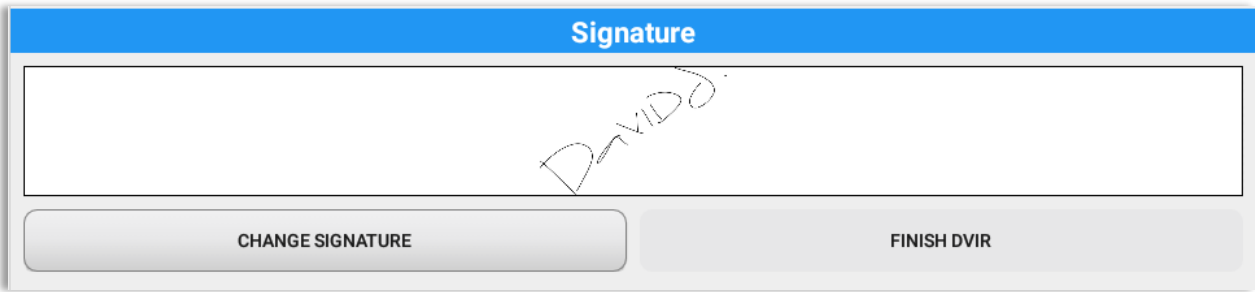 Signature
DAVID J.
CHANGE SIGNATURE
FINISH DVIR